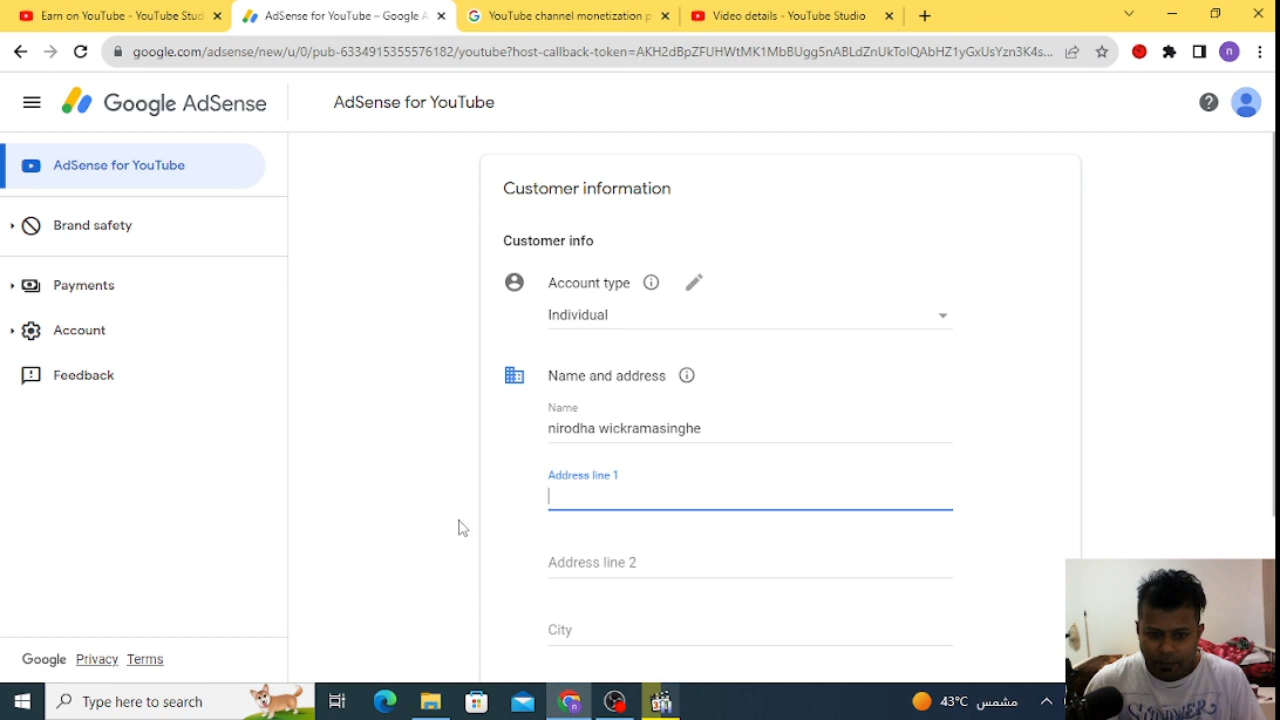 Earn on YouTube - YouTube Stud
AdSense for YouTube – Google A
YouTube channel monetization p
Video details - YouTube Studio
google.com/adsense/new/u/0/pub-6334915355576182/youtube?host-callback-token=AKH2dBpZFUHWtMK1MbBUgg5nABLdZnUkToIQAbHZ1yGxUsYzn3K4s...
n
Google AdSense
AdSense for YouTube
AdSense for YouTube
Brand safety
Payments
Account
Feedback
Customer information
Customer info
Account type
Individual
Name and address
Name
nirodha wickramasinghe
Address line 1
Address line 2
City
Google Privacy Terms
Type here to search
43°C مشمس